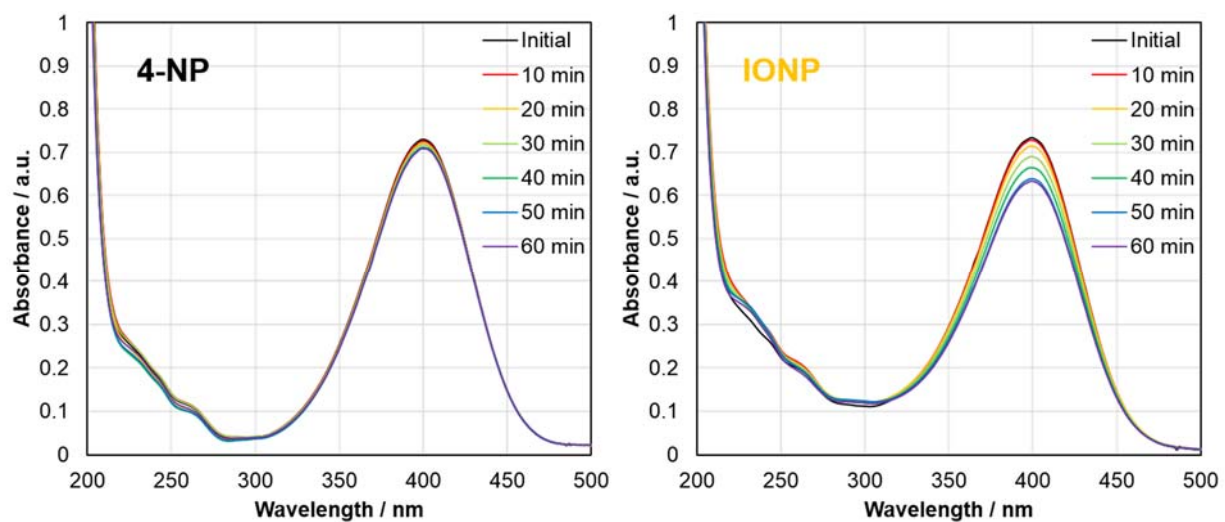 4-NP
Initial
10 min
20 min
30 min
40 min
50 min
60 min
1
0.9
0.8
0.7
0.6
0.5
0.4
0.3
0.2
0.1
0
Absorbance / a.u.
200 250 300 350 400 450 500
Wavelength / nm
IONP
Initial
10 min
20 min
30 min
40 min
50 min
60 min
1
0.9
0.8
0.7
0.6
0.5
0.4
0.3
0.2
0.1
0
Absorbance / a.u.
200 250 300 350 400 450 500
Wavelength / nm